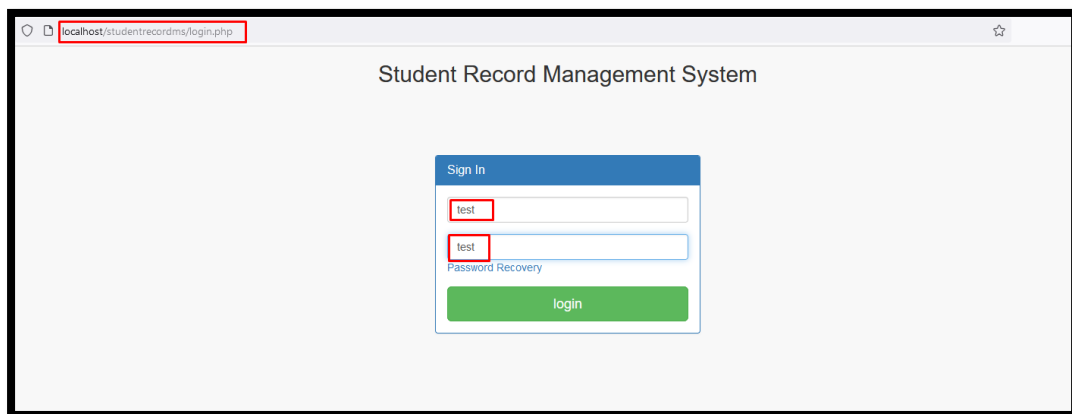 localhost/studentrecordms/login.php
Student Record Management System
Sign In
test
test
Password Recovery
login